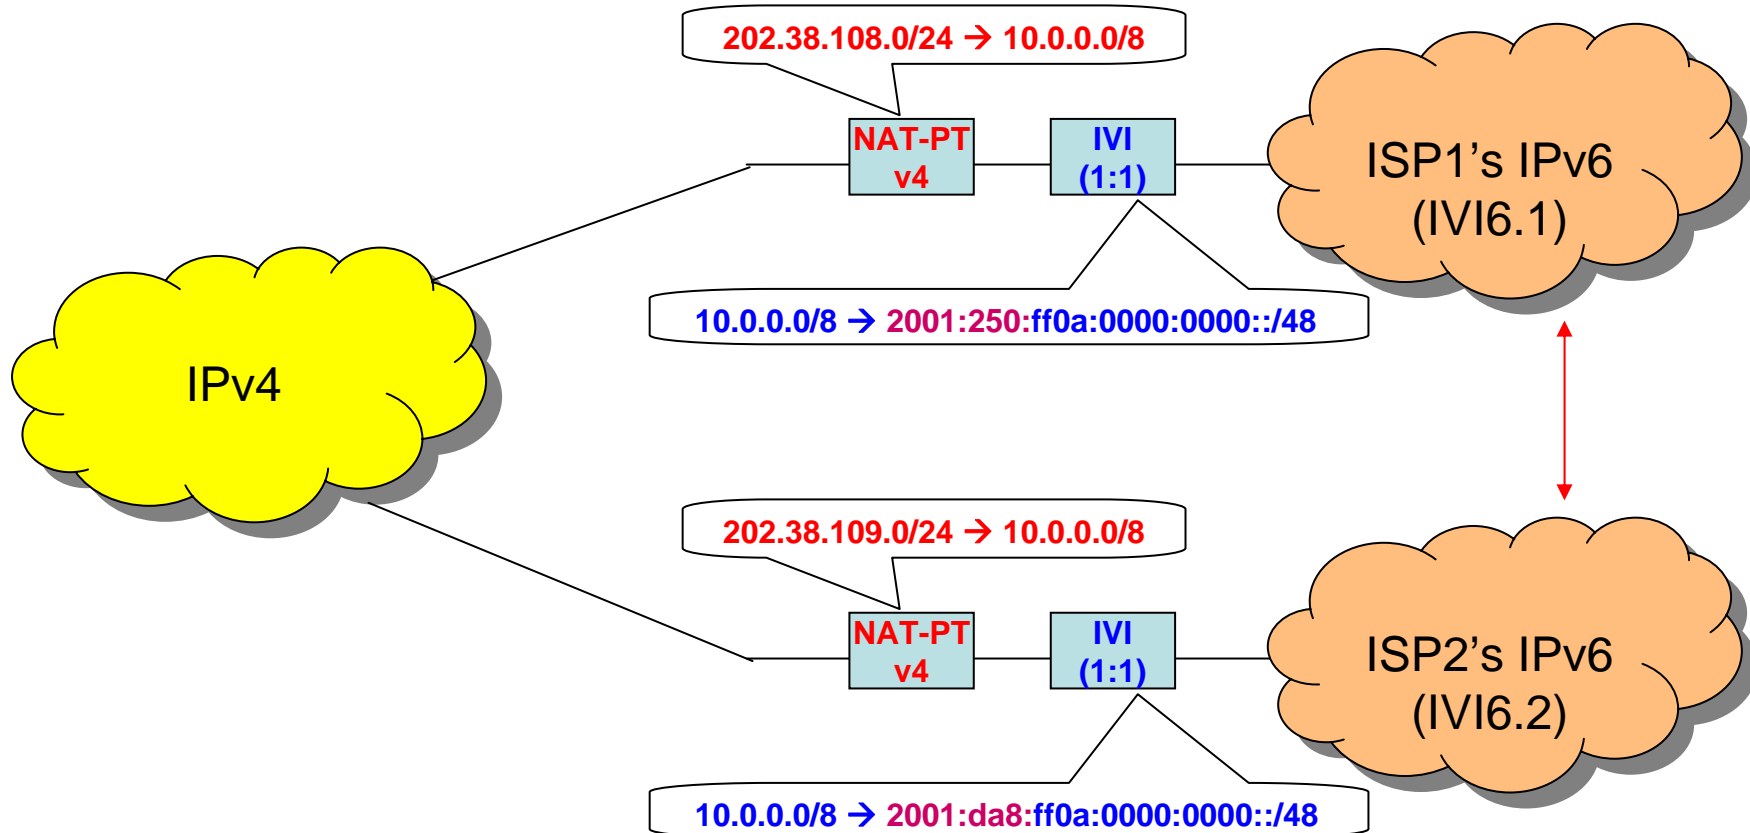 202.38.108.0/24 → 10.0.0.0/8
NAT-PT
v4
IVI
(1:1)
ISP1’s IPv6
(IVI6.1)
10.0.0.0/8 → 2001:250:ff0a:0000:0000::/48
IPv4
202.38.109.0/24 → 10.0.0.0/8
NAT-PT
v4
IVI
(1:1)
ISP2’s IPv6
(IVI6.2)
10.0.0.0/8 → 2001:da8:ff0a:0000:0000::/48